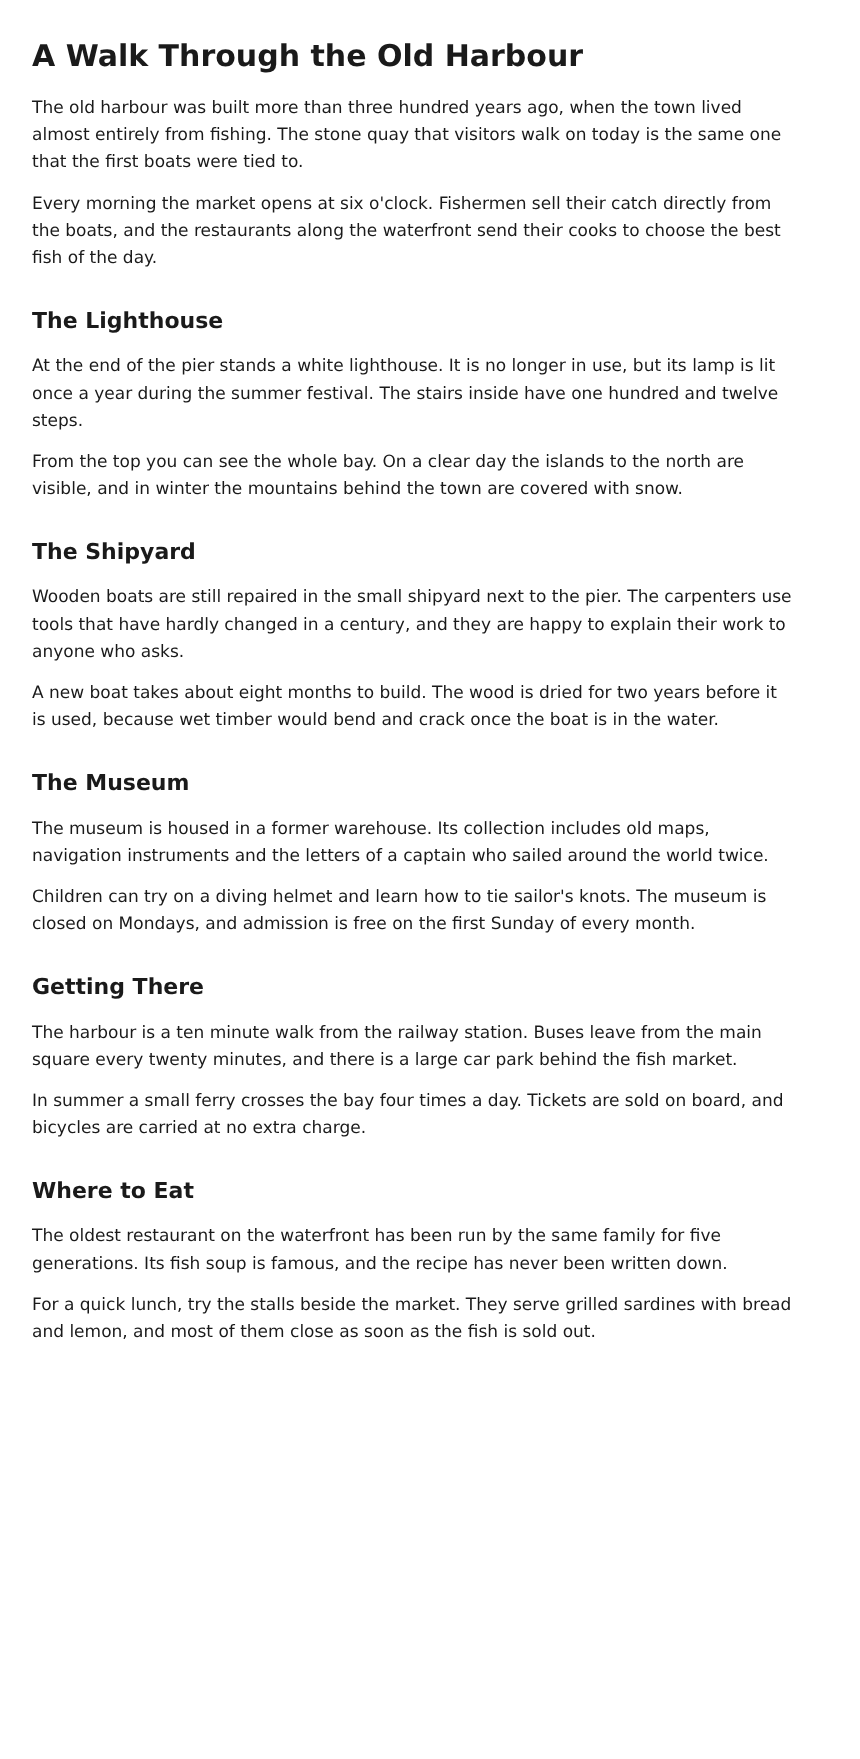 A Walk Through the Old Harbour
The old harbour was built more than three hundred years ago, when the town lived
almost entirely from fishing. The stone quay that visitors walk on today is the same one
that the first boats were tied to.
Every morning the market opens at six o'clock. Fishermen sell their catch directly from
the boats, and the restaurants along the waterfront send their cooks to choose the best
fish of the day.
The Lighthouse
At the end of the pier stands a white lighthouse. It is no longer in use, but its lamp is lit
once a year during the summer festival. The stairs inside have one hundred and twelve
steps.
From the top you can see the whole bay. On a clear day the islands to the north are
visible, and in winter the mountains behind the town are covered with snow.
The Shipyard
Wooden boats are still repaired in the small shipyard next to the pier. The carpenters use
tools that have hardly changed in a century, and they are happy to explain their work to
anyone who asks.
A new boat takes about eight months to build. The wood is dried for two years before it
is used, because wet timber would bend and crack once the boat is in the water.
The Museum
The museum is housed in a former warehouse. Its collection includes old maps,
navigation instruments and the letters of a captain who sailed around the world twice.
Children can try on a diving helmet and learn how to tie sailor's knots. The museum is
closed on Mondays, and admission is free on the first Sunday of every month.
Getting There
The harbour is a ten minute walk from the railway station. Buses leave from the main
square every twenty minutes, and there is a large car park behind the fish market.
In summer a small ferry crosses the bay four times a day. Tickets are sold on board, and
bicycles are carried at no extra charge.
Where to Eat
The oldest restaurant on the waterfront has been run by the same family for five
generations. Its fish soup is famous, and the recipe has never been written down.
For a quick lunch, try the stalls beside the market. They serve grilled sardines with bread
and lemon, and most of them close as soon as the fish is sold out.